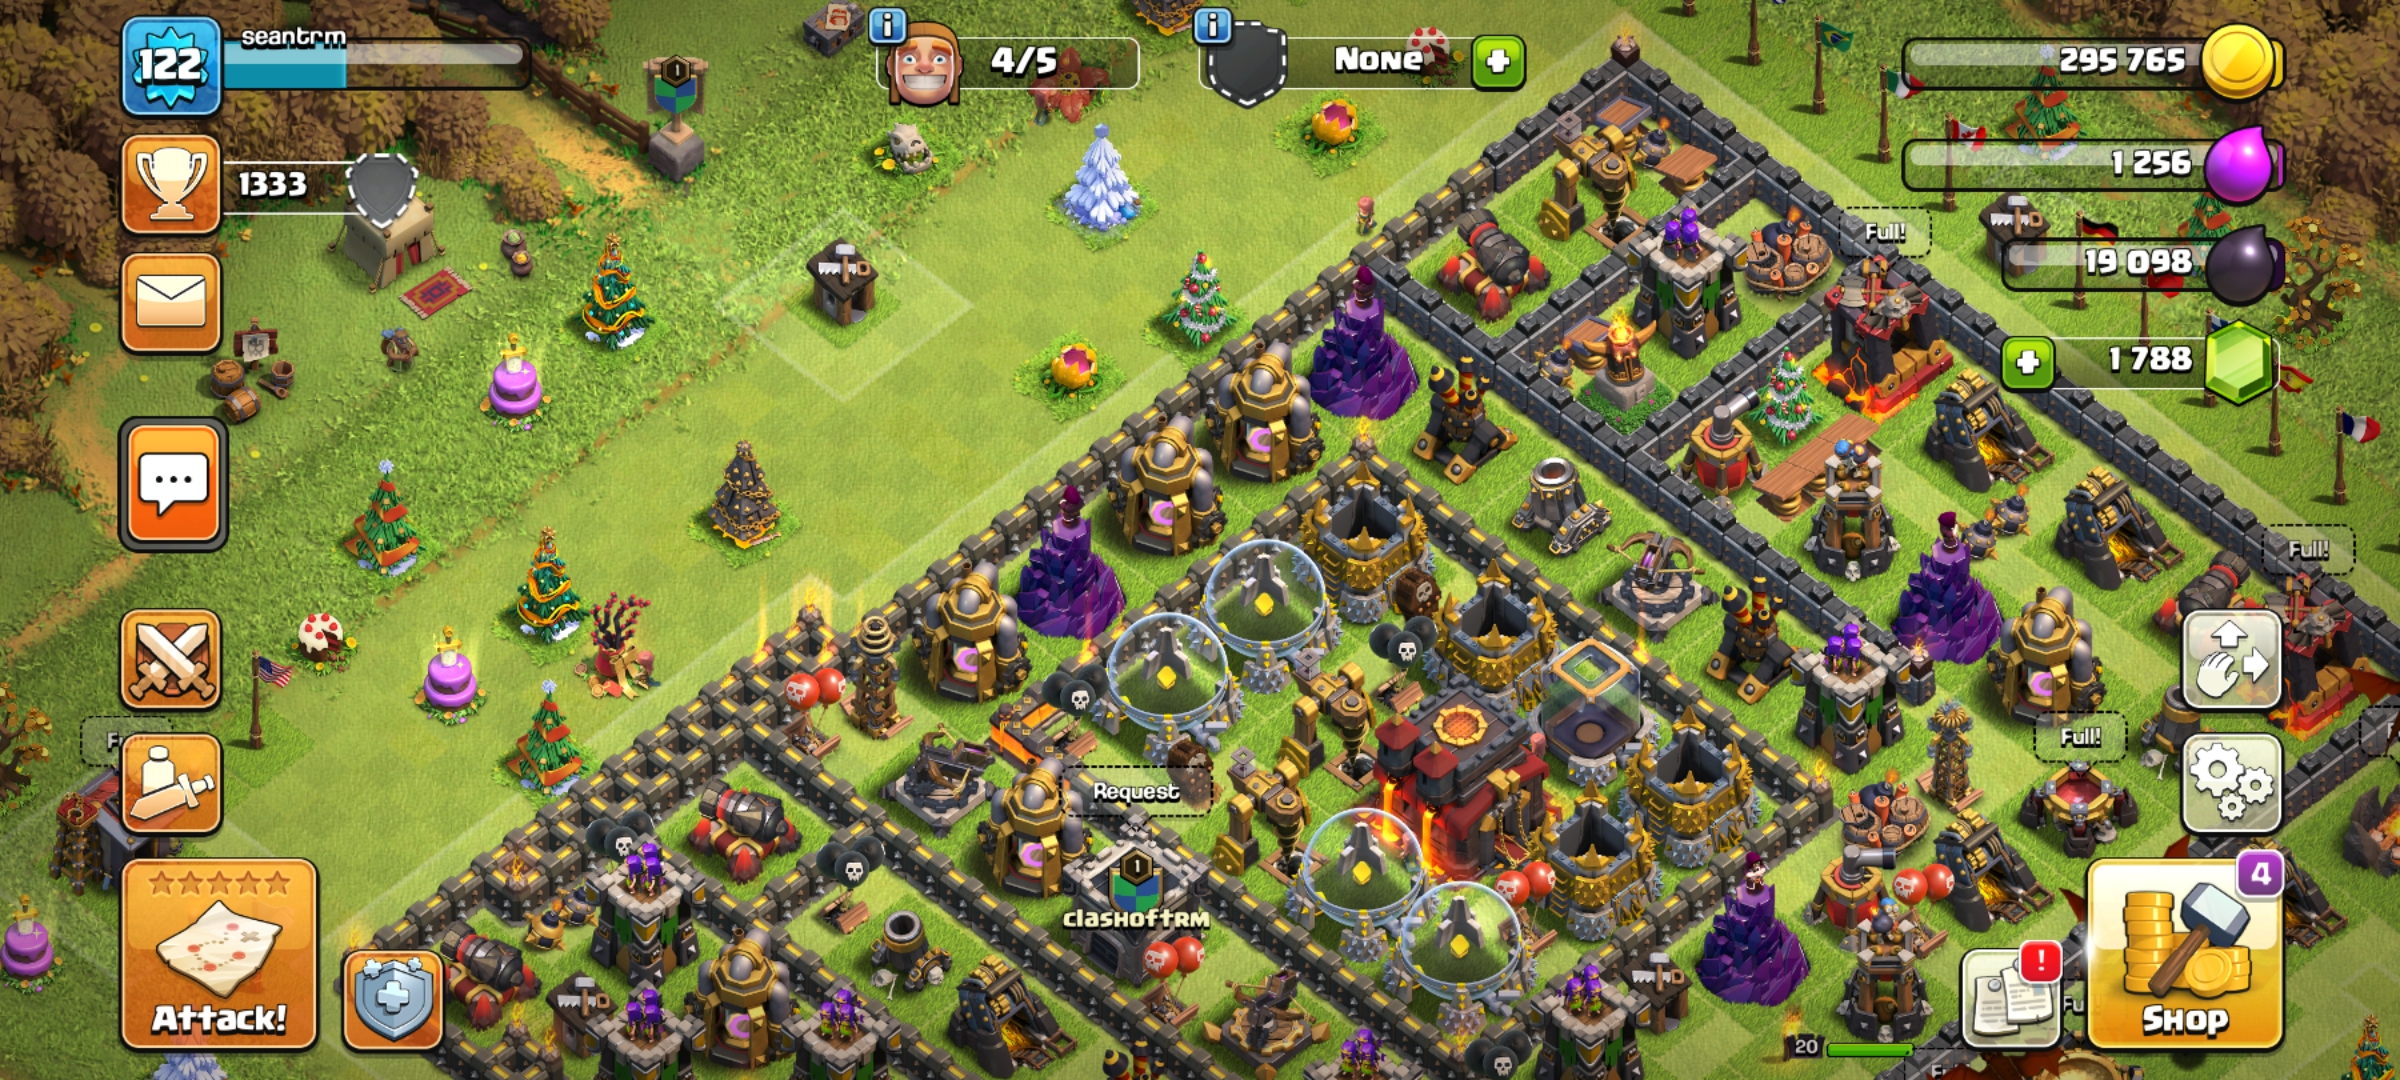 122
seantrm
4/5
None
295 765
1333
1 256
Full!
19 098
1 788
Full!
Full!
Request
1
clashoftrm
4
!
Attack!
Shop
20